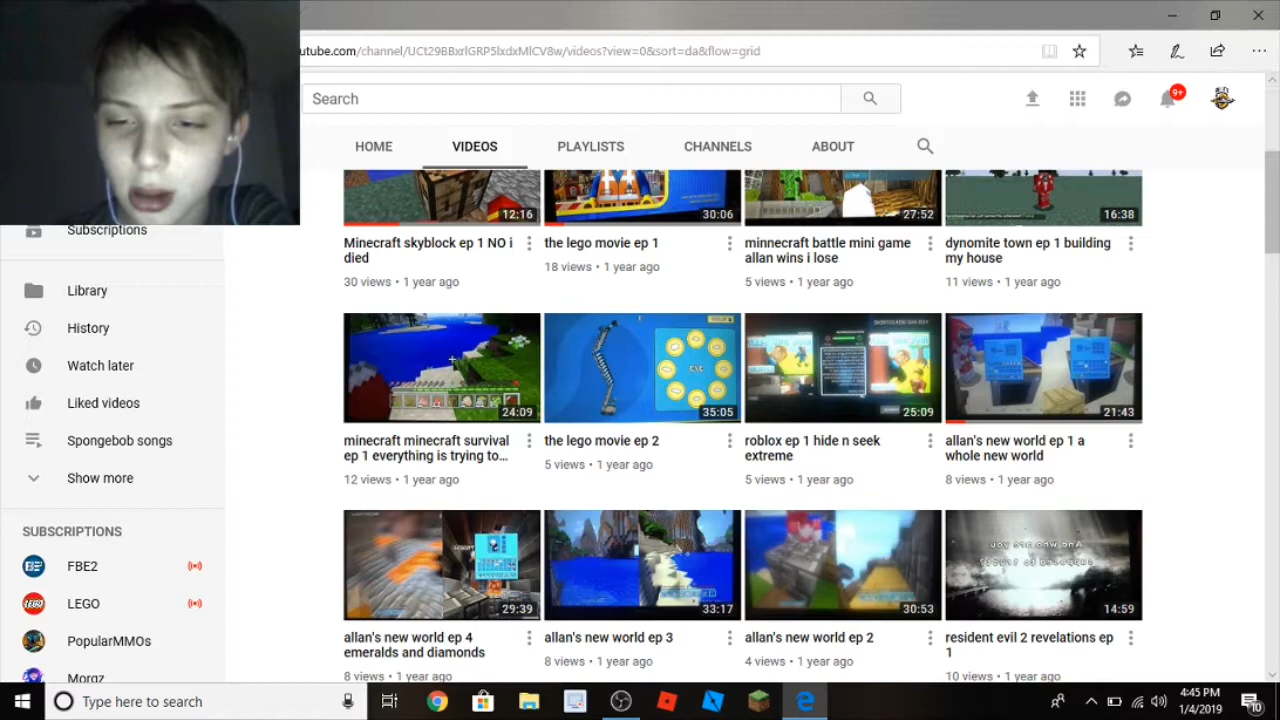 utube.com/channel/UCt29BBxrlGRP5lxdxMlCV8w/videos?view=0&sort=da&flow=grid
Search
9+
HOME VIDEOS PLAYLISTS CHANNELS ABOUT
Subscriptions
Library
History
Watch later
Liked videos
Spongebob songs
Show more
SUBSCRIPTIONS
FBE2
LEGO
PopularMMOs
Morgz
12:16 30:06 27:52 16:38
Minecraft skyblock ep 1 NO i died
30 views • 1 year ago
the lego movie ep 1
18 views • 1 year ago
minnecraft battle mini game allan wins i lose
5 views • 1 year ago
dynomite town ep 1 building my house
11 views • 1 year ago
24:09 35:05 25:09 21:43
minecraft minecraft survival ep 1 everything is trying to...
12 views • 1 year ago
the lego movie ep 2
5 views • 1 year ago
roblox ep 1 hide n seek extreme
5 views • 1 year ago
allan's new world ep 1 a whole new world
8 views • 1 year ago
29:39 33:17 30:53 14:59
allan's new world ep 4 emeralds and diamonds
8 views • 1 year ago
allan's new world ep 3
8 views • 1 year ago
allan's new world ep 2
4 views • 1 year ago
resident evil 2 revelations ep 1
10 views • 1 year ago
Type here to search
4:45 PM
1/4/2019
10